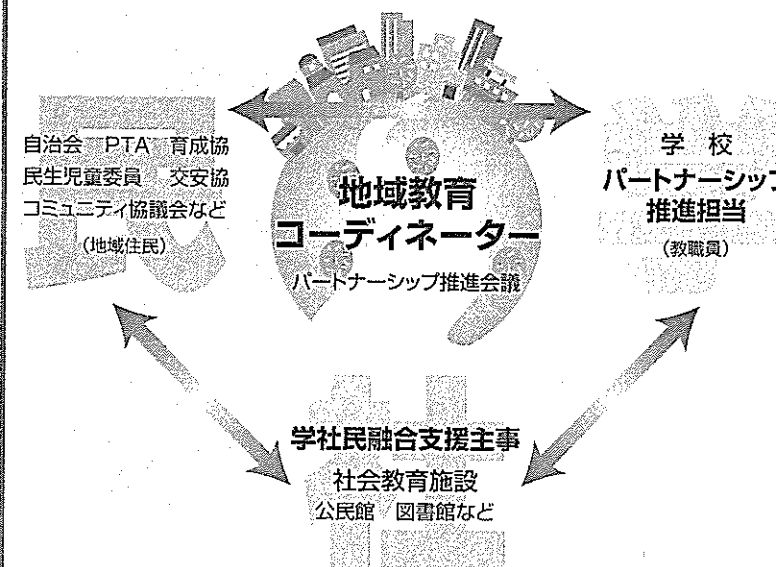 自治会 PTA 育成協
民生児童委員 交安協
コミュニティ協議会など
(地域住民)
民
地域教育
コーディネーター
パートナーシップ推進会議
学校
パートナーシップ
推進担当
(教職員)
学社民融合支援主事
社会教育施設
公民館 図書館など
社